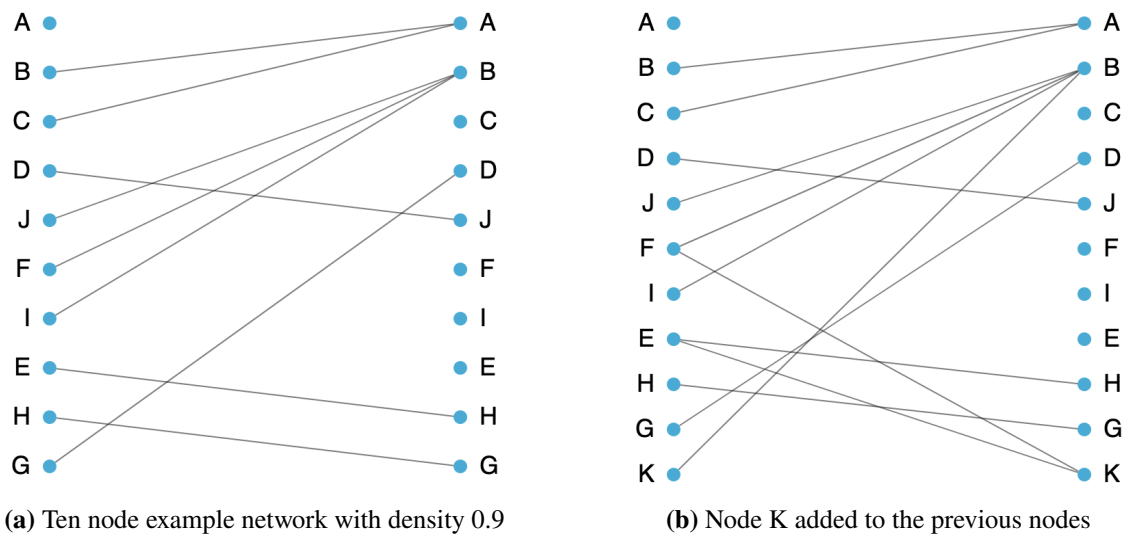 A A
B B
C C
D D
J J
F F
I I
E E
H H
G G
(a) Ten node example network with density 0.9
A A
B B
C C
D D
J J
F F
I I
E E
H H
G G
K K
(b) Node K added to the previous nodes